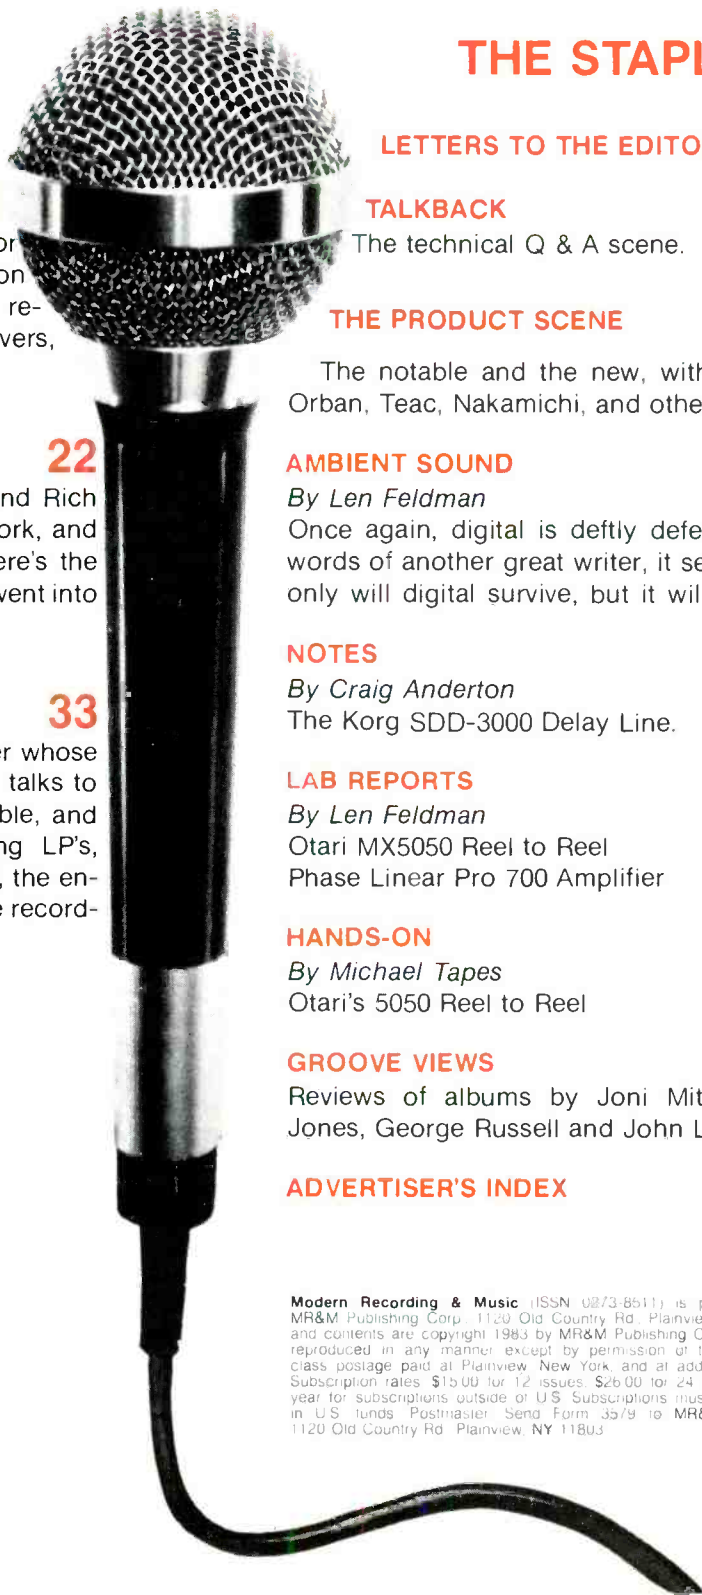 or
on
re-
vers,
22
nd Rich
ork, and
ere's the
vent into
33
er whose
talks to
ble, and
ng LP's,
, the en-
e record-
THE STAPL
LETTERS TO THE EDITO
TALKBACK
The technical Q & A scene.
THE PRODUCT SCENE
The notable and the new, with
Orban, Teac, Nakamichi, and othe
AMBIENT SOUND
By Len Feldman
Once again, digital is deftly defe
words of another great writer, it se
only will digital survive, but it wil
NOTES
By Craig Anderton
The Korg SDD-3000 Delay Line.
LAB REPORTS
By Len Feldman
Otari MX5050 Reel to Reel
Phase Linear Pro 700 Amplifier
HANDS-ON
By Michael Tapes
Otari's 5050 Reel to Reel
GROOVE VIEWS
Reviews of albums by Joni Mit
Jones, George Russell and John L
ADVERTISER'S INDEX
Modern Recording & Music (ISSN 0273-8511) is p
MR&M Publishing Corp., 1120 Old Country Rd., Plainvie
and contents are copyright 1983 by MR&M Publishing C
reproduced in any manner except by permission of t
class postage paid at Plainview, New York, and at add
Subscription rates $15.00 for 12 issues, $26.00 for 24
year for subscriptions outside of U.S. Subscriptions mus
in U.S. funds. Postmaster: Send Form 3579 to MR&
1120 Old Country Rd. Plainview, NY 11803